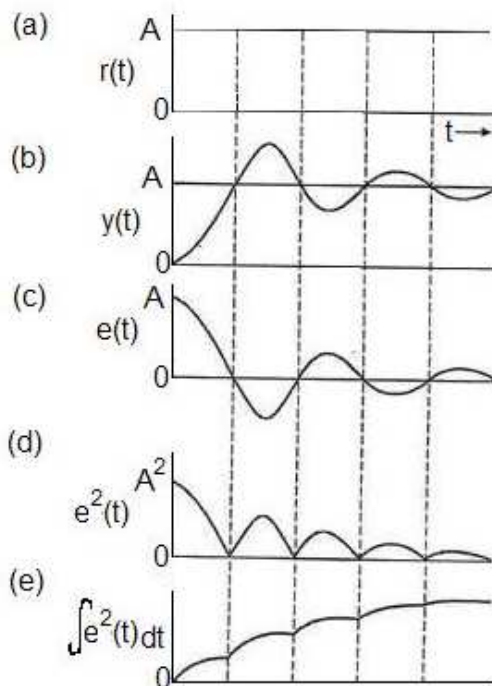 (a)
A
r(t)
0
t→
(b)
A
y(t)
0
(c)
A
e(t)
0
(d)
A²
e²(t)
0
(e)
∫e²(t)dt
0